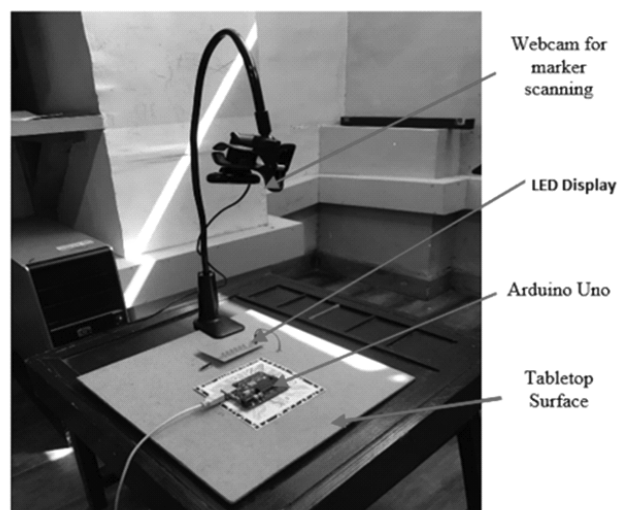 Webcam for
marker
scanning
LED Display
Arduino Uno
Tabletop
Surface